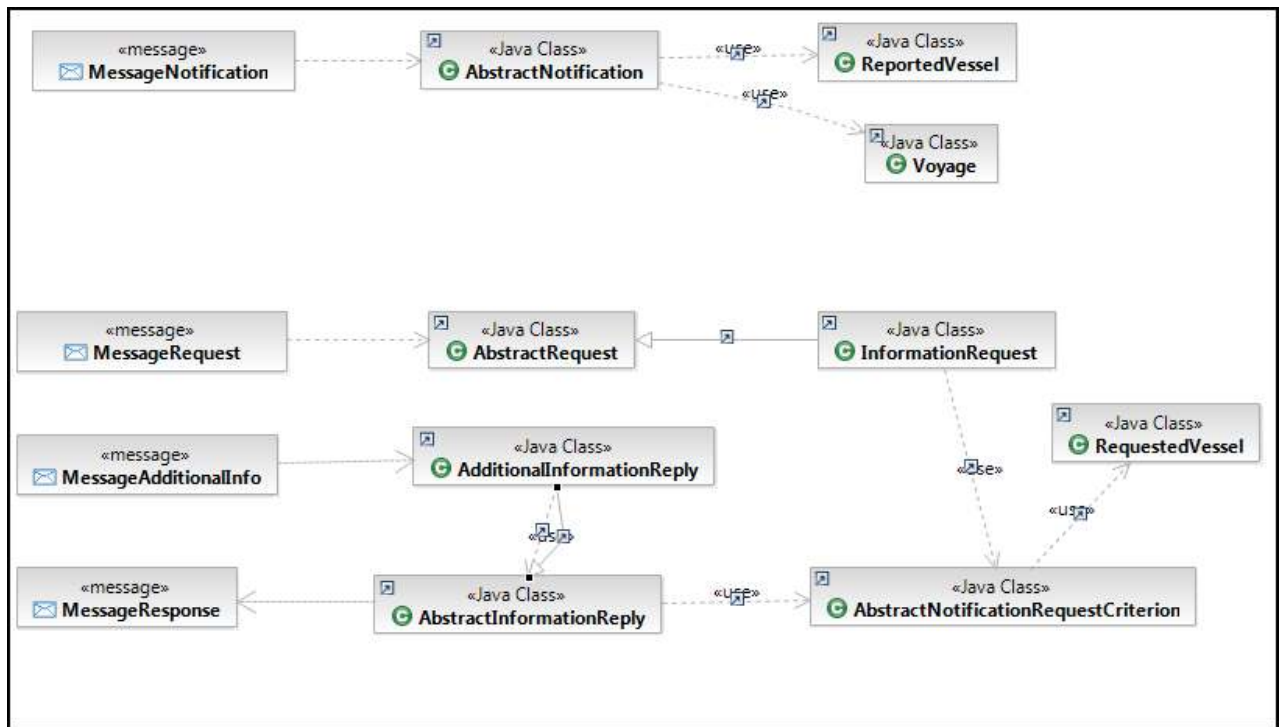 «message»
MessageNotification
«Java Class»
AbstractNotification
«use»
«Java Class»
ReportedVessel
«use»
«Java Class»
Voyage
«message»
MessageRequest
«Java Class»
AbstractRequest
«Java Class»
InformationRequest
«message»
MessageAdditionalInfo
«Java Class»
AdditionalInformationReply
«Java Class»
RequestedVessel
«use»
«use»
«use»
«message»
MessageResponse
«Java Class»
AbstractInformationReply
«use»
«Java Class»
AbstractNotificationRequestCriterion